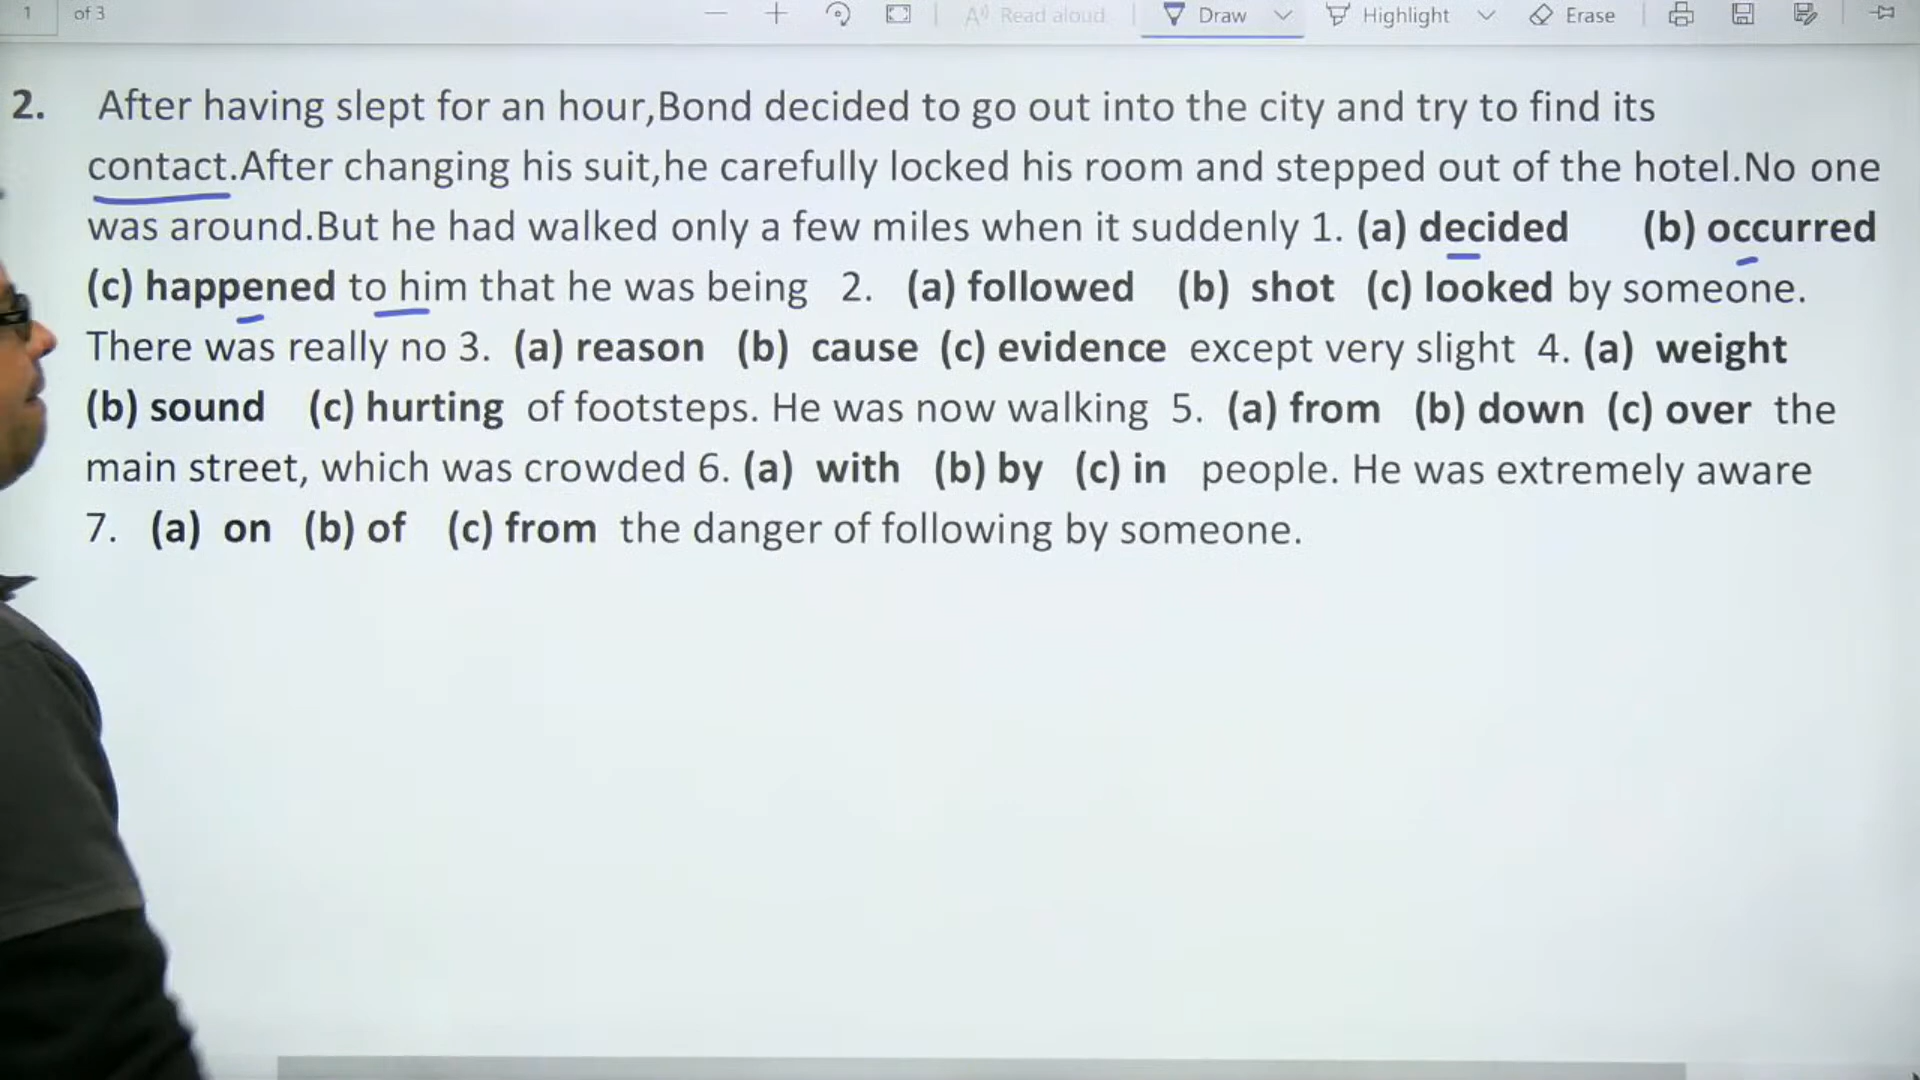 1 of 3 Read aloud Draw Highlight Erase
2. After having slept for an hour,Bond decided to go out into the city and try to find its
contact.After changing his suit,he carefully locked his room and stepped out of the hotel.No one
was around.But he had walked only a few miles when it suddenly 1. (a) decided (b) occurred
(c) happened to him that he was being 2. (a) followed (b) shot (c) looked by someone.
There was really no 3. (a) reason (b) cause (c) evidence except very slight 4. (a) weight
(b) sound (c) hurting of footsteps. He was now walking 5. (a) from (b) down (c) over the
main street, which was crowded 6. (a) with (b) by (c) in people. He was extremely aware
7. (a) on (b) of (c) from the danger of following by someone.